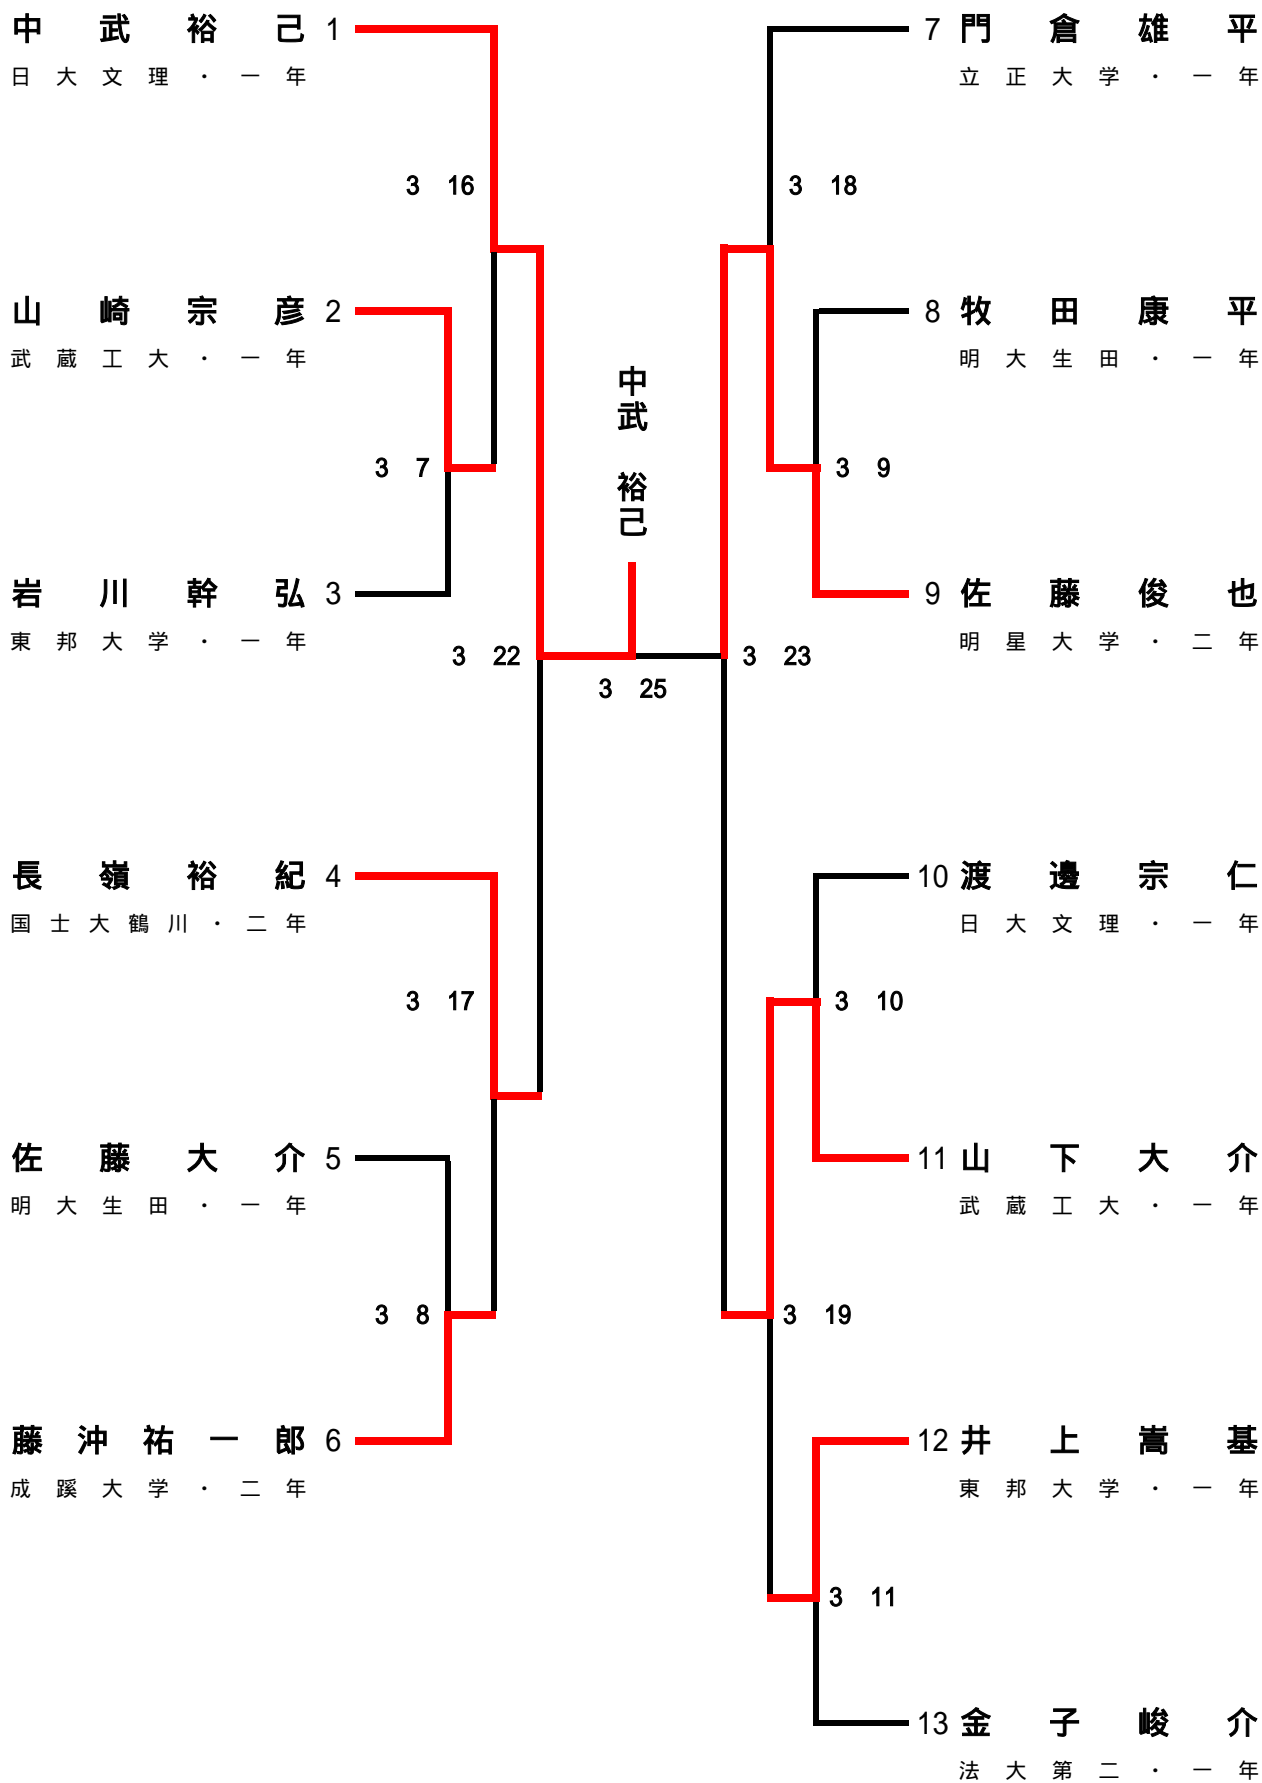 中武裕己 1
日大文理・一年
3 16
山崎宗彦 2
武蔵工大・一年
3 7
岩川幹弘 3
東邦大学・一年
3 22
長嶺裕紀 4
国士大鶴川・二年
3 17
佐藤大介 5
明大生田・一年
3 8
藤沖祐一郎 6
成蹊大学・二年
中武 裕己
3 25
7 門倉雄平
立正大学・一年
3 18
8 牧田康平
明大生田・一年
3 9
9 佐藤俊也
明星大学・二年
3 23
10 渡邊宗仁
日大文理・一年
3 10
11 山下大介
武蔵工大・一年
3 19
12 井上嵩基
東邦大学・一年
3 11
13 金子峻介
法大第二・一年